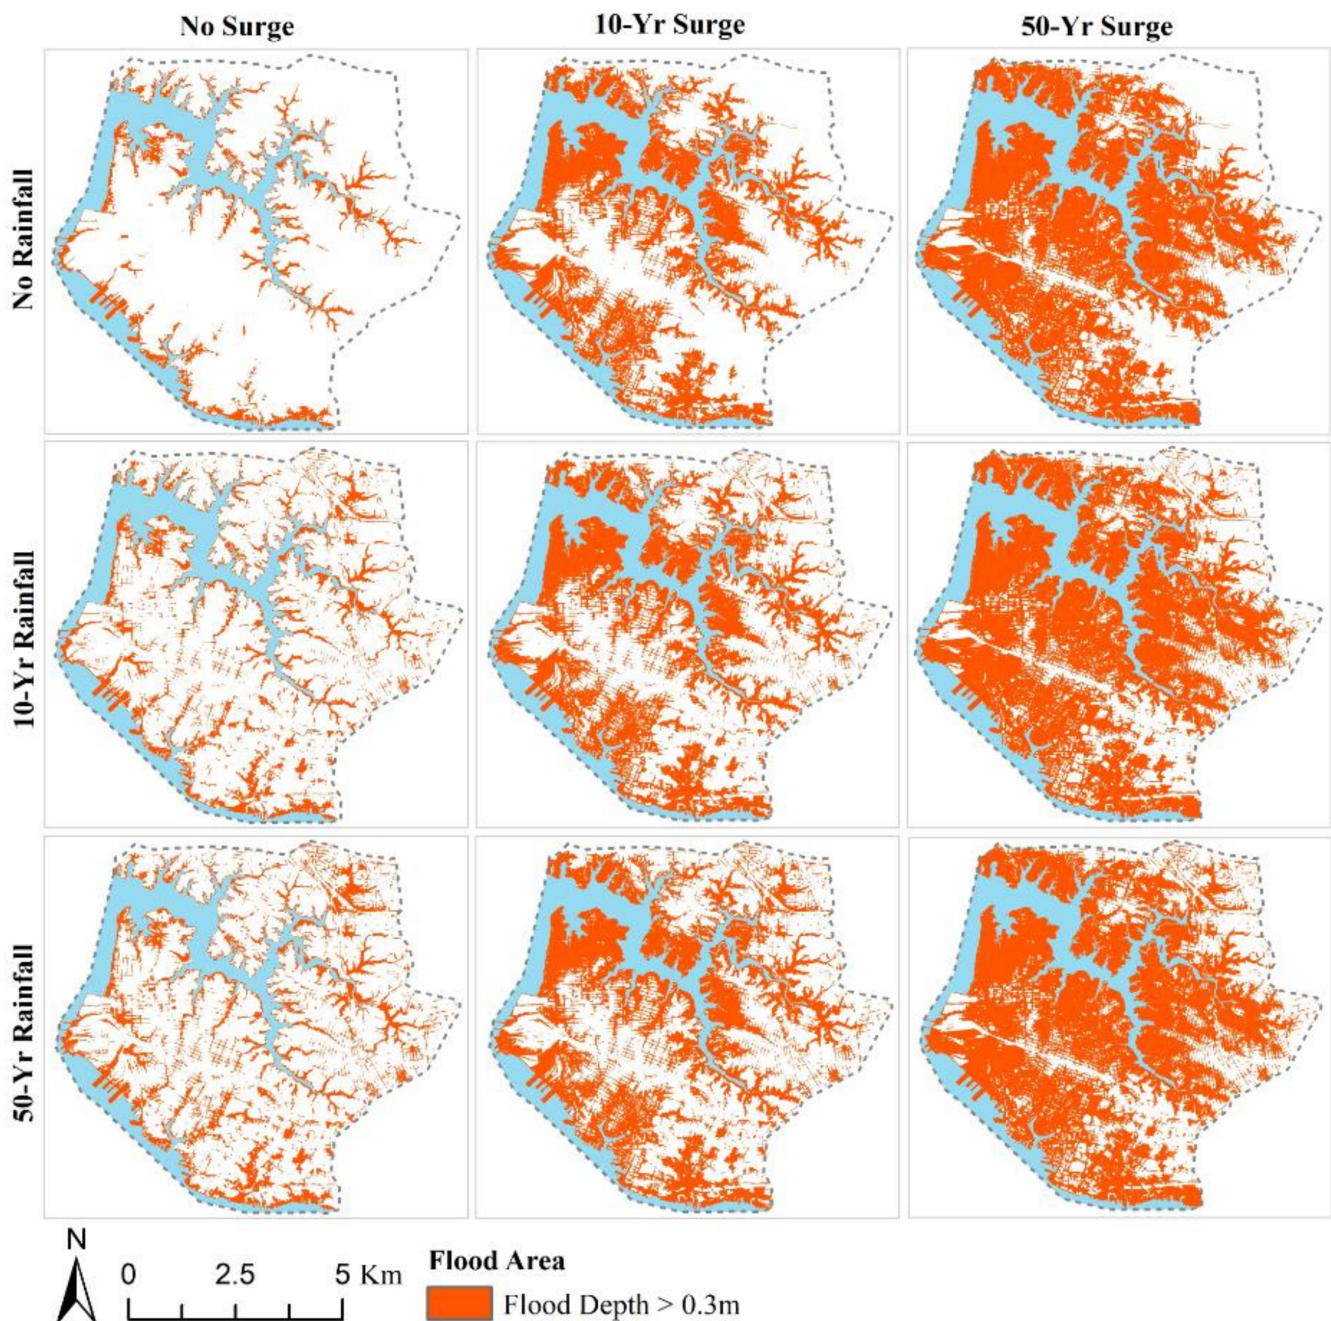 No Surge
10-Yr Surge
50-Yr Surge
No Rainfall
10-Yr Rainfall
50-Yr Rainfall
N
0 2.5 5 Km
Flood Area
Flood Depth > 0.3m